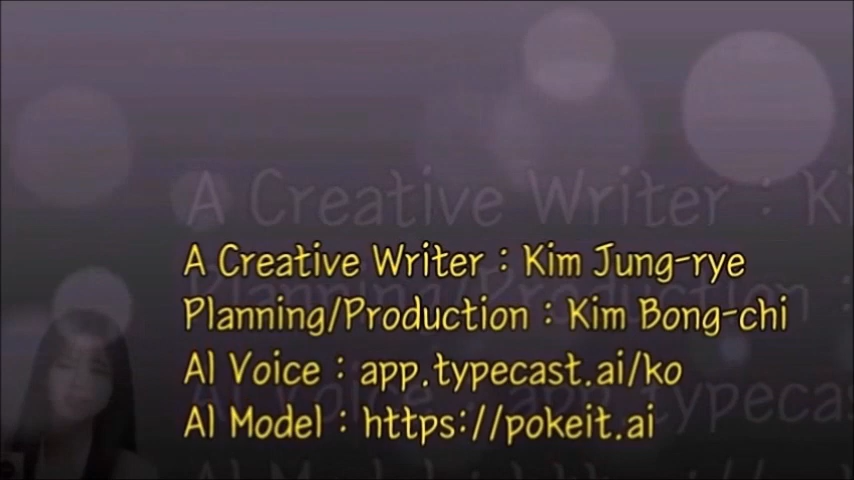 A Creative Writer : Kim Jung-rye
Planning/Production : Kim Bong-chi
AI Voice : app.typecast.ai/ko
AI Model : https://pokeit.ai